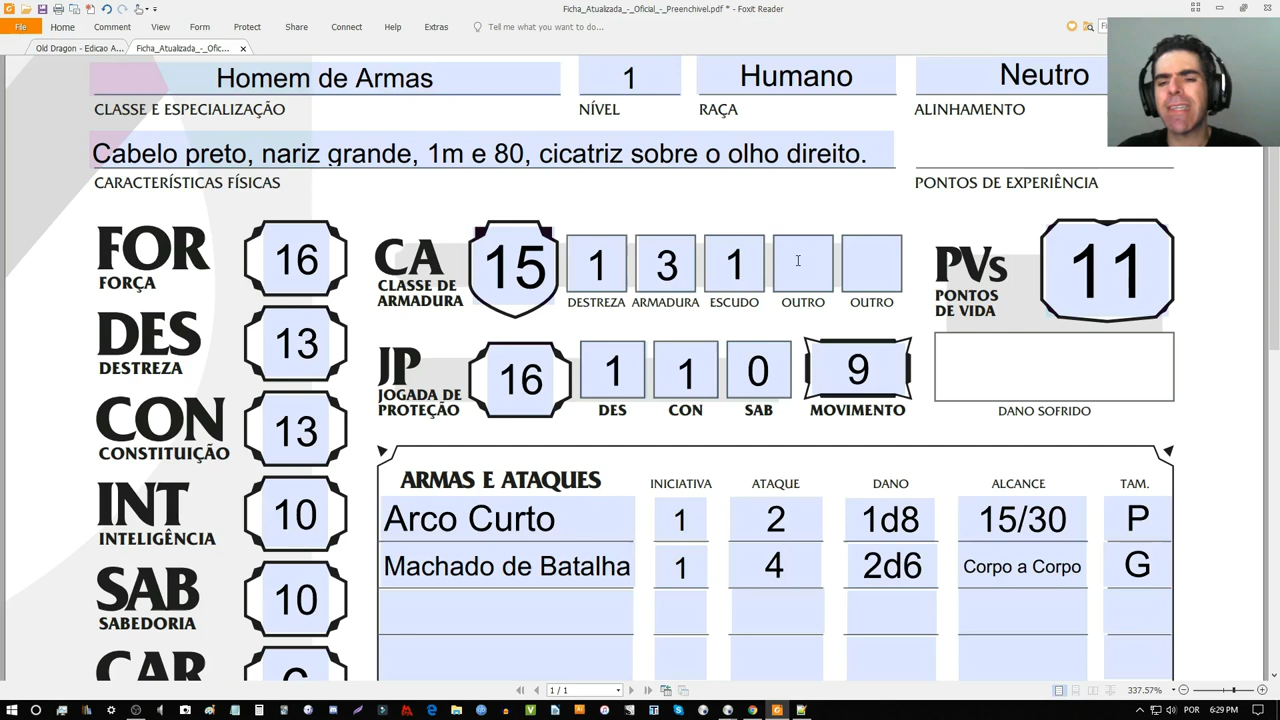 Ficha_Atualizada_-_Oficial_-_Preenchivel.pdf * - Foxit Reader
File Home Comment View Form Protect Share Connect Help Extras Tell me what you want to do...
Old Dragon - Edicao A... Ficha_Atualizada_-_Ofic...
Homem de Armas 1 Humano Neutro
CLASSE E ESPECIALIZAÇÃO NÍVEL RAÇA ALINHAMENTO
Cabelo preto, nariz grande, 1m e 80, cicatriz sobre o olho direito.
CARACTERÍSTICAS FÍSICAS PONTOS DE EXPERIÊNCIA
FOR
FORÇA
16
CA
CLASSE DE
ARMADURA
15 1 3 1
DESTREZA ARMADURA ESCUDO OUTRO OUTRO
PVs
PONTOS
DE VIDA
11
DES
DESTREZA
13
JP
JOGADA DE
PROTEÇÃO
16 1 1 0 9
DES CON SAB MOVIMENTO
DANO SOFRIDO
CON
CONSTITUIÇÃO
13
ARMAS E ATAQUES INICIATIVA ATAQUE DANO ALCANCE TAM.
Arco Curto 1 2 1d8 15/30 P
Machado de Batalha 1 4 2d6 Corpo a Corpo G
INT
INTELIGÊNCIA
10
SAB
SABEDORIA
10
CAR
1 / 1
337.57%
POR 6:29 PM